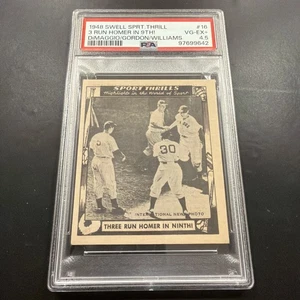 1948 SWELL SPRT.THRILL
#16
3 RUN HOMER IN 9TH!
VG-EX+
DiMAGGIO/GORDON/WILLIAMS
4.5
PSA
97699642
SPORT THRILLS
Highlights in the World of Sport
30
INTERNATIONAL NEWS PHOTO
THREE RUN HOMER IN NINTH!